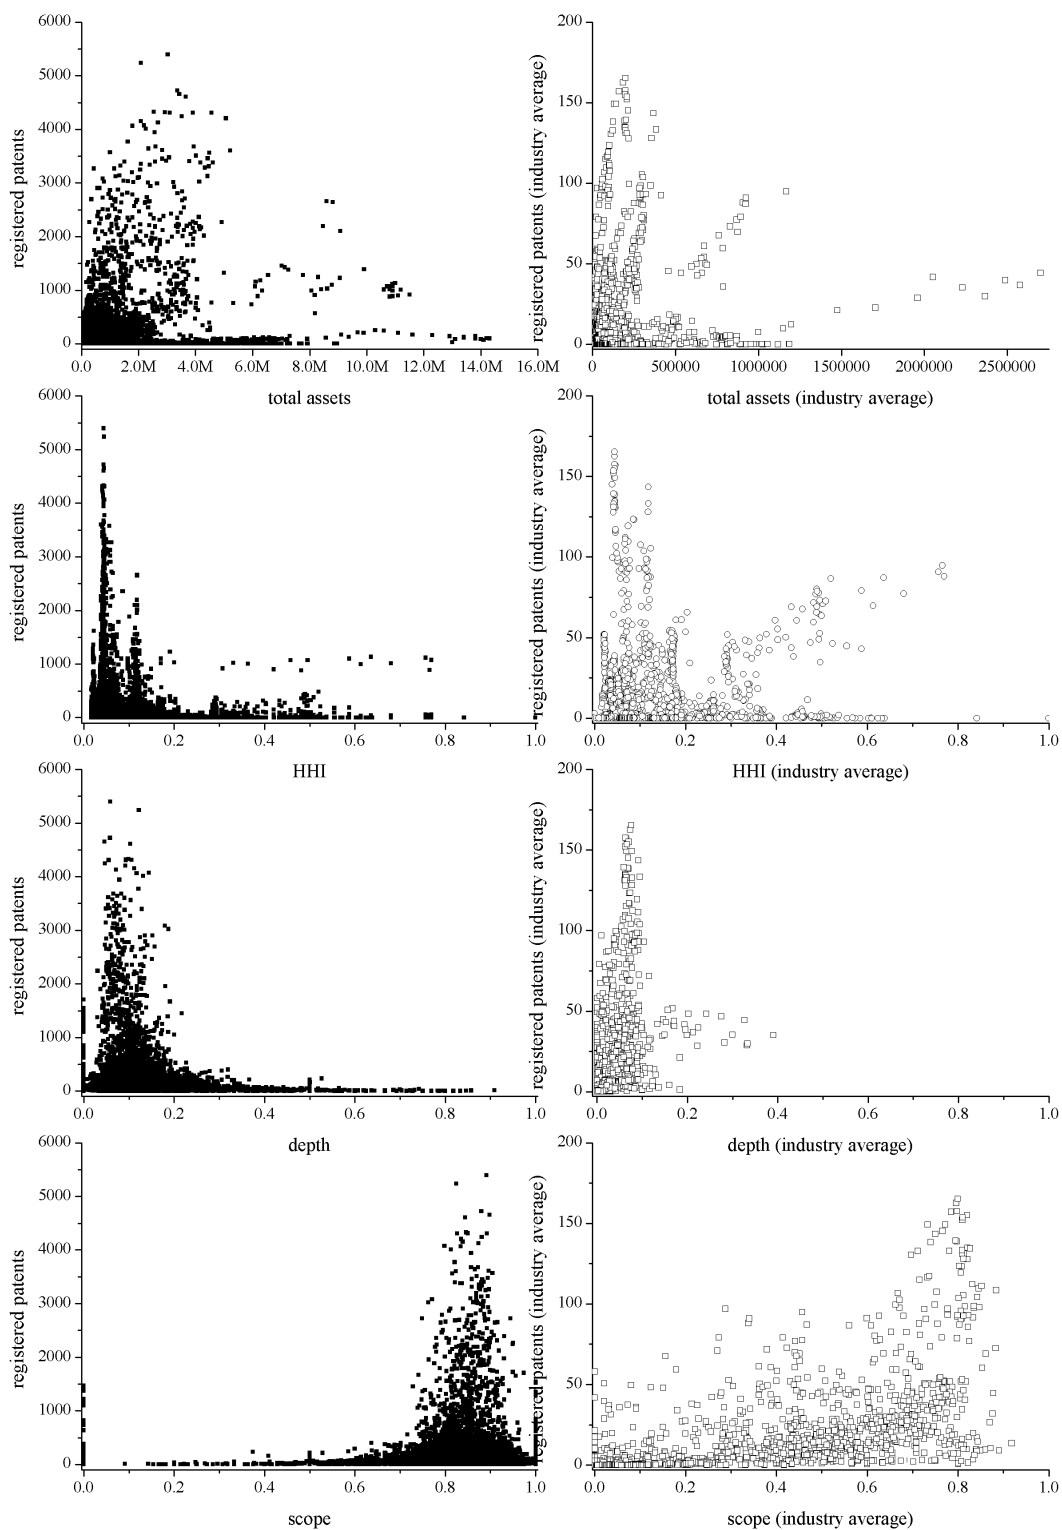 6000
5000
4000
3000
2000
1000
0
registered patents
0.0 2.0M 4.0M 6.0M 8.0M 10.0M 12.0M 14.0M 16.0M
total assets
200
150
100
50
0
registered patents (industry average)
0 500000 1000000 1500000 2000000 2500000
total assets (industry average)
6000
5000
4000
3000
2000
1000
0
registered patents
0.0 0.2 0.4 0.6 0.8 1.0
HHI
200
150
100
50
0
registered patents (industry average)
0.0 0.2 0.4 0.6 0.8 1.0
HHI (industry average)
6000
5000
4000
3000
2000
1000
0
registered patents
0.0 0.2 0.4 0.6 0.8 1.0
depth
200
150
100
50
0
registered patents (industry average)
0.0 0.2 0.4 0.6 0.8 1.0
depth (industry average)
6000
5000
4000
3000
2000
1000
0
registered patents
0.0 0.2 0.4 0.6 0.8 1.0
scope
200
150
100
50
0
registered patents (industry average)
0.0 0.2 0.4 0.6 0.8 1.0
scope (industry average)